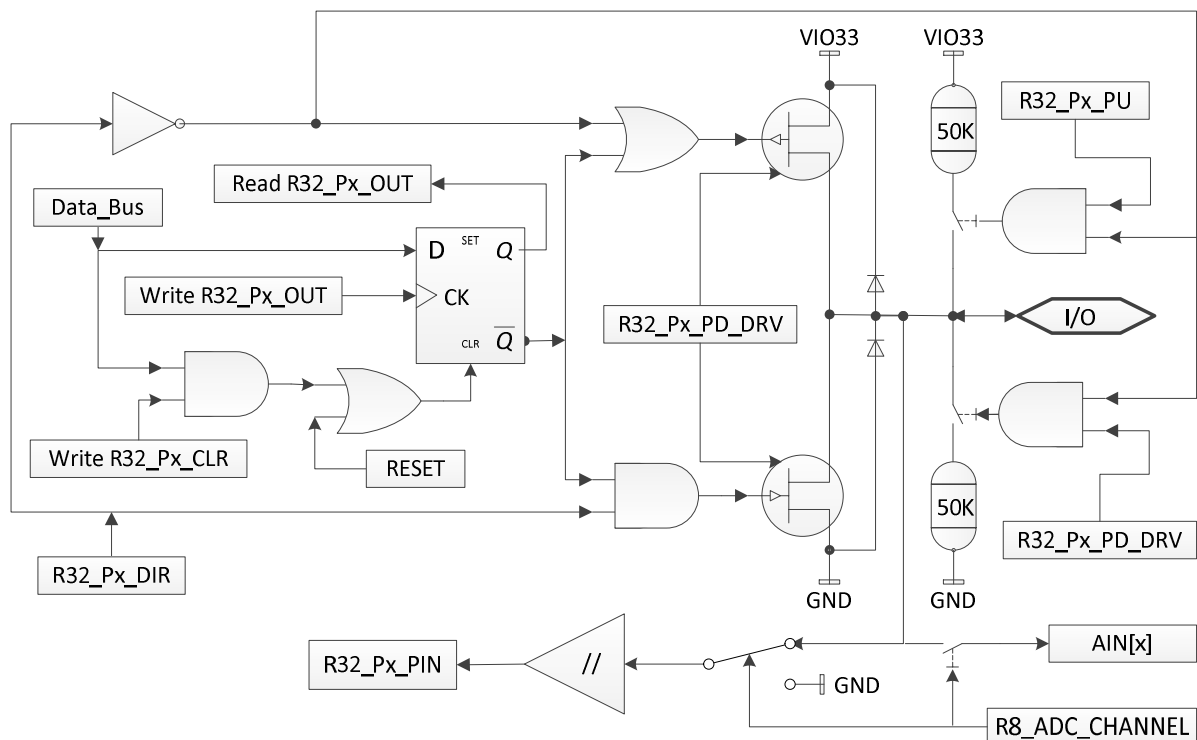 VIO33
VIO33
R32_Px_PU
50K
Read R32_Px_OUT
Data_Bus
D
SET
Q
Write R32_Px_OUT
CK
R32_Px_PD_DRV
I/O
CLR
Q
Write R32_Px_CLR
RESET
50K
R32_Px_PD_DRV
R32_Px_DIR
GND
GND
R32_Px_PIN
//
AIN[x]
GND
R8_ADC_CHANNEL